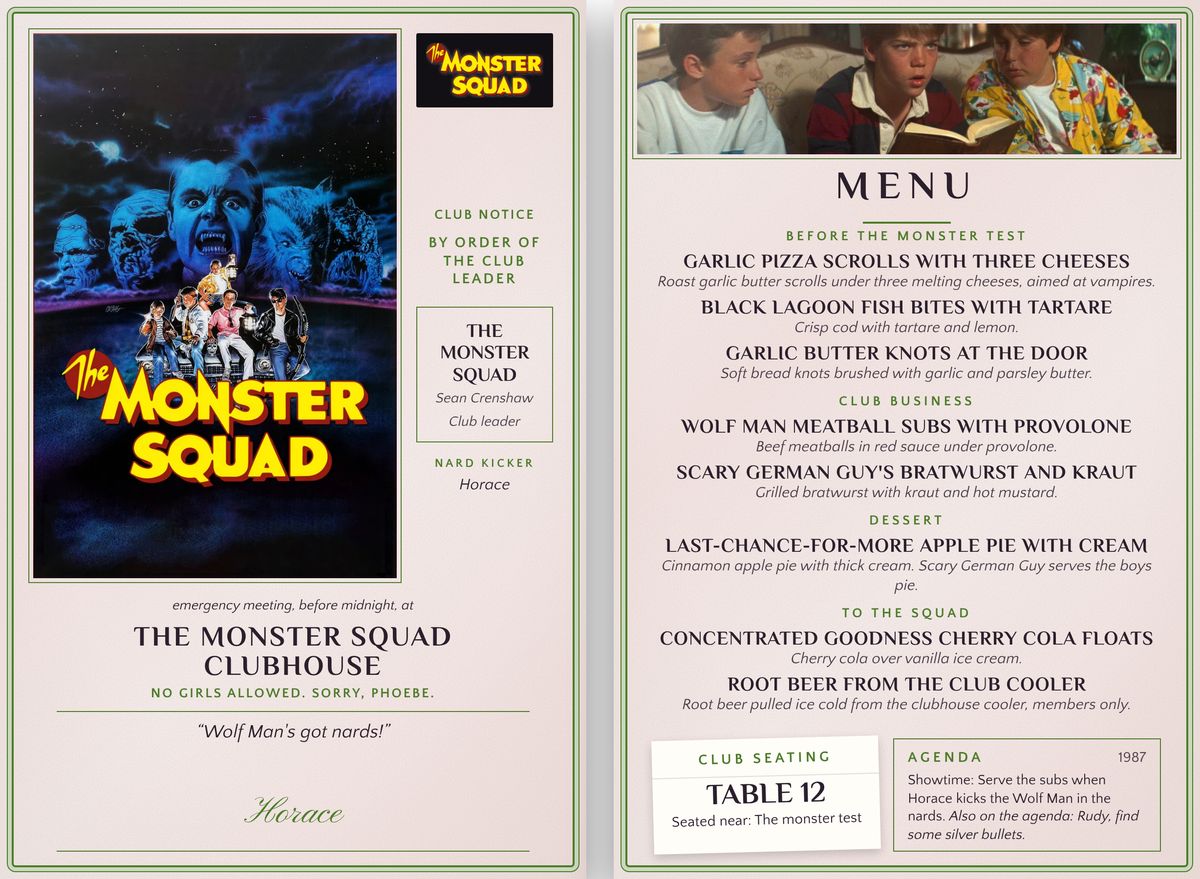 The
MONSTER
SQUAD
The
MONSTER
SQUAD
CLUB NOTICE
BY ORDER OF
THE CLUB
LEADER
THE
MONSTER
SQUAD
Sean Crenshaw
Club leader
NARD KICKER
Horace
emergency meeting, before midnight, at
THE MONSTER SQUAD
CLUBHOUSE
NO GIRLS ALLOWED. SORRY, PHOEBE.
“Wolf Man's got nards!”
Horace
MENU
BEFORE THE MONSTER TEST
GARLIC PIZZA SCROLLS WITH THREE CHEESES
Roast garlic butter scrolls under three melting cheeses, aimed at vampires.
BLACK LAGOON FISH BITES WITH TARTARE
Crisp cod with tartare and lemon.
GARLIC BUTTER KNOTS AT THE DOOR
Soft bread knots brushed with garlic and parsley butter.
CLUB BUSINESS
WOLF MAN MEATBALL SUBS WITH PROVOLONE
Beef meatballs in red sauce under provolone.
SCARY GERMAN GUY'S BRATWURST AND KRAUT
Grilled bratwurst with kraut and hot mustard.
DESSERT
LAST-CHANCE-FOR-MORE APPLE PIE WITH CREAM
Cinnamon apple pie with thick cream. Scary German Guy serves the boys
pie.
TO THE SQUAD
CONCENTRATED GOODNESS CHERRY COLA FLOATS
Cherry cola over vanilla ice cream.
ROOT BEER FROM THE CLUB COOLER
Root beer pulled ice cold from the clubhouse cooler, members only.
CLUB SEATING
TABLE 12
Seated near: The monster test
AGENDA 1987
Showtime: Serve the subs when
Horace kicks the Wolf Man in the
nards. Also on the agenda: Rudy, find
some silver bullets.